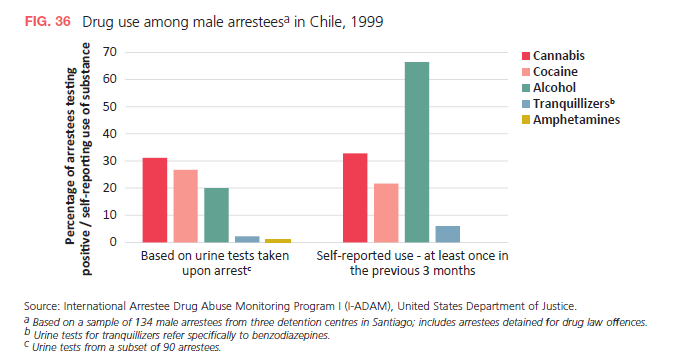 FIG. 36 Drug use among male arresteesᵃ in Chile, 1999
Percentage of arrestees testing
positive / self-reporting use of substance
70
60
50
40
30
20
10
0
Based on urine tests taken
upon arrestᶜ
Self-reported use - at least once in
the previous 3 months
Cannabis
Cocaine
Alcohol
Tranquillizersᵇ
Amphetamines
Source: International Arrestee Drug Abuse Monitoring Program I (I-ADAM), United States Department of Justice.
ᵃ Based on a sample of 134 male arrestees from three detention centres in Santiago; includes arrestees detained for drug law offences.
ᵇ Urine tests for tranquillizers refer specifically to benzodiazepines.
ᶜ Urine tests from a subset of 90 arrestees.